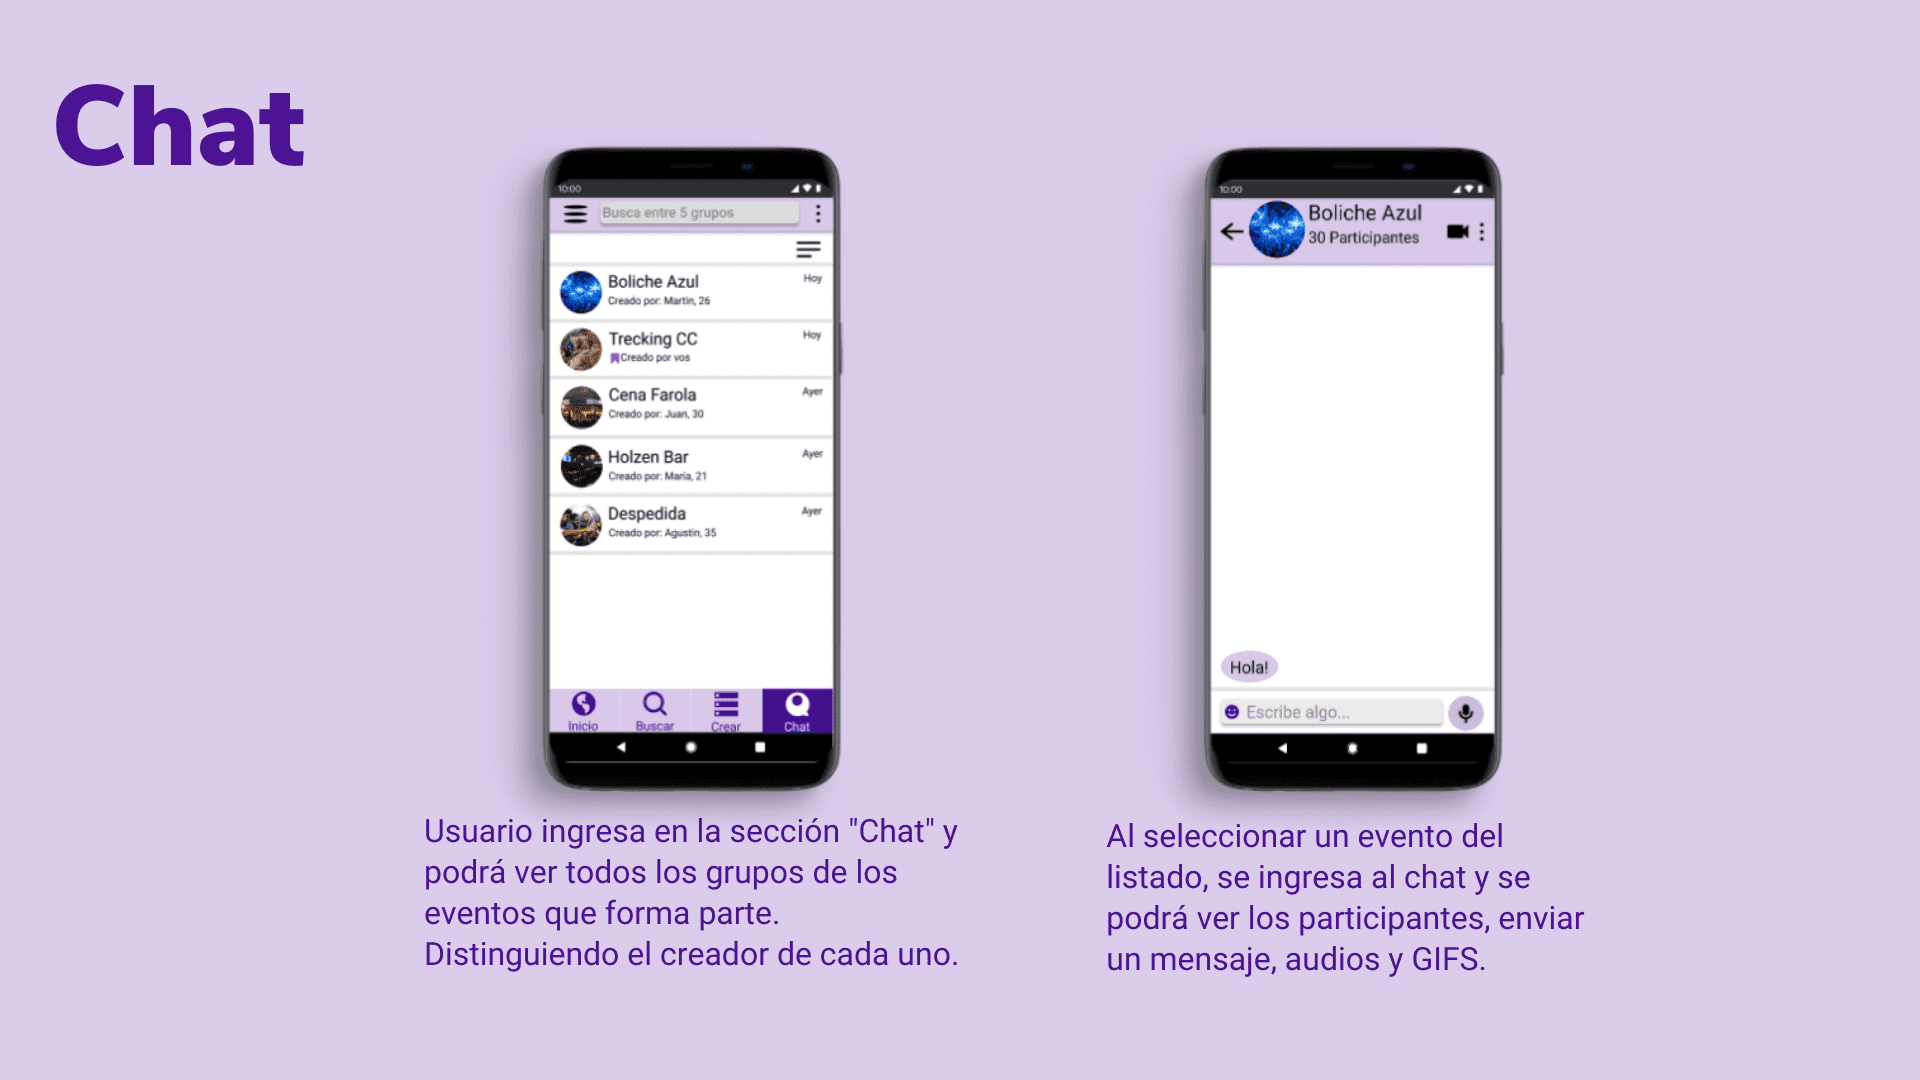 Chat
10:00
Busca entre 5 grupos
Boliche Azul
Hoy
Creado por: Martin, 26
Trecking CC
Hoy
Creado por vos
Cena Farola
Ayer
Creado por: Juan, 30
Holzen Bar
Ayer
Creado por: María, 21
Despedida
Ayer
Creado por: Agustin, 35
Inicio
Buscar
Crear
Chat
Usuario ingresa en la sección "Chat" y
podrá ver todos los grupos de los
eventos que forma parte.
Distinguiendo el creador de cada uno.
10:00
Boliche Azul
30 Participantes
Hola!
Escribe algo...
Al seleccionar un evento del
listado, se ingresa al chat y se
podrá ver los participantes, enviar
un mensaje, audios y GIFS.